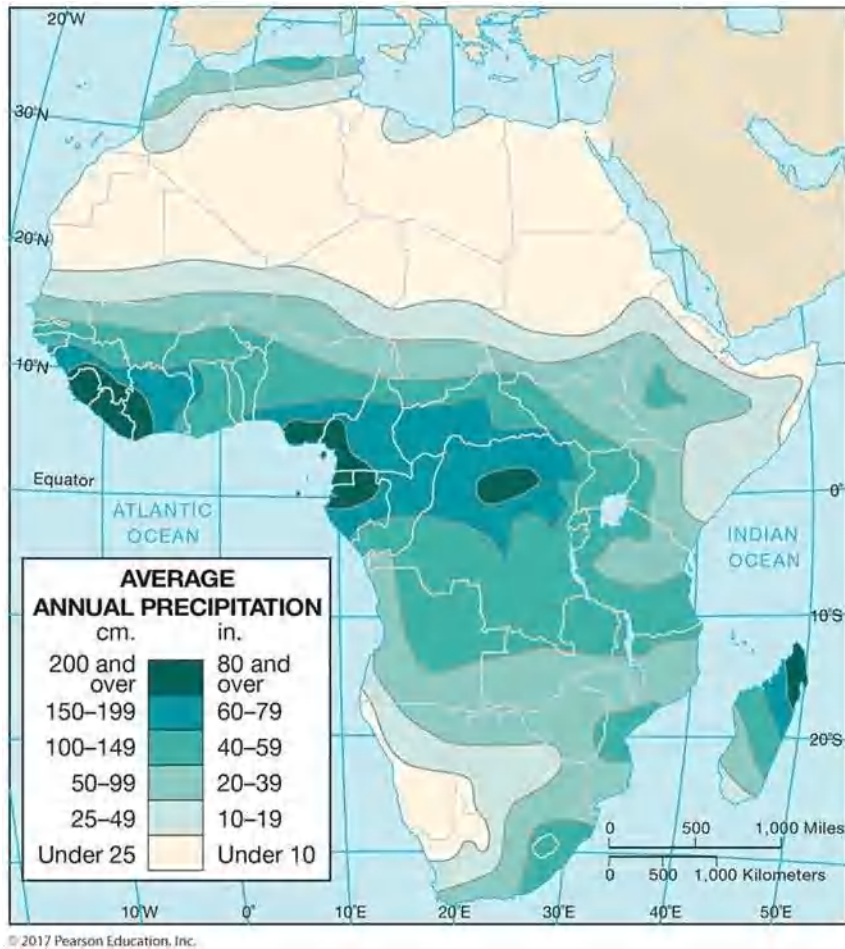 20°W
30°N
20°N
10°N
Equator
0°
ATLANTIC
OCEAN
INDIAN
OCEAN
10°S
20°S
AVERAGE
ANNUAL PRECIPITATION
cm. in.
200 and over 80 and over
150–199 60–79
100–149 40–59
50–99 20–39
25–49 10–19
Under 25 Under 10
0 500 1,000 Miles
0 500 1,000 Kilometers
10°W 0° 10°E 20°E 30°E 40°E 50°E
© 2017 Pearson Education, Inc.